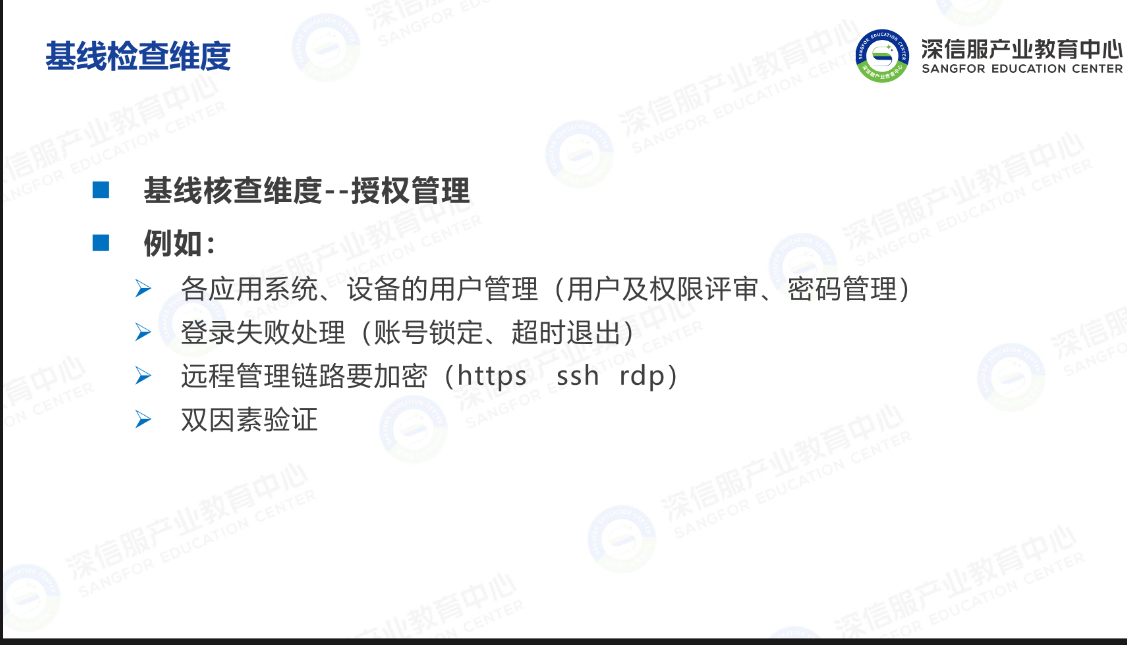 基线检查维度
深信服产业教育中心
SANGFOR EDUCATION CENTER
基线核查维度--授权管理
例如：
各应用系统、设备的用户管理（用户及权限评审、密码管理）
登录失败处理（账号锁定、超时退出）
远程管理链路要加密（https ssh rdp）
双因素验证